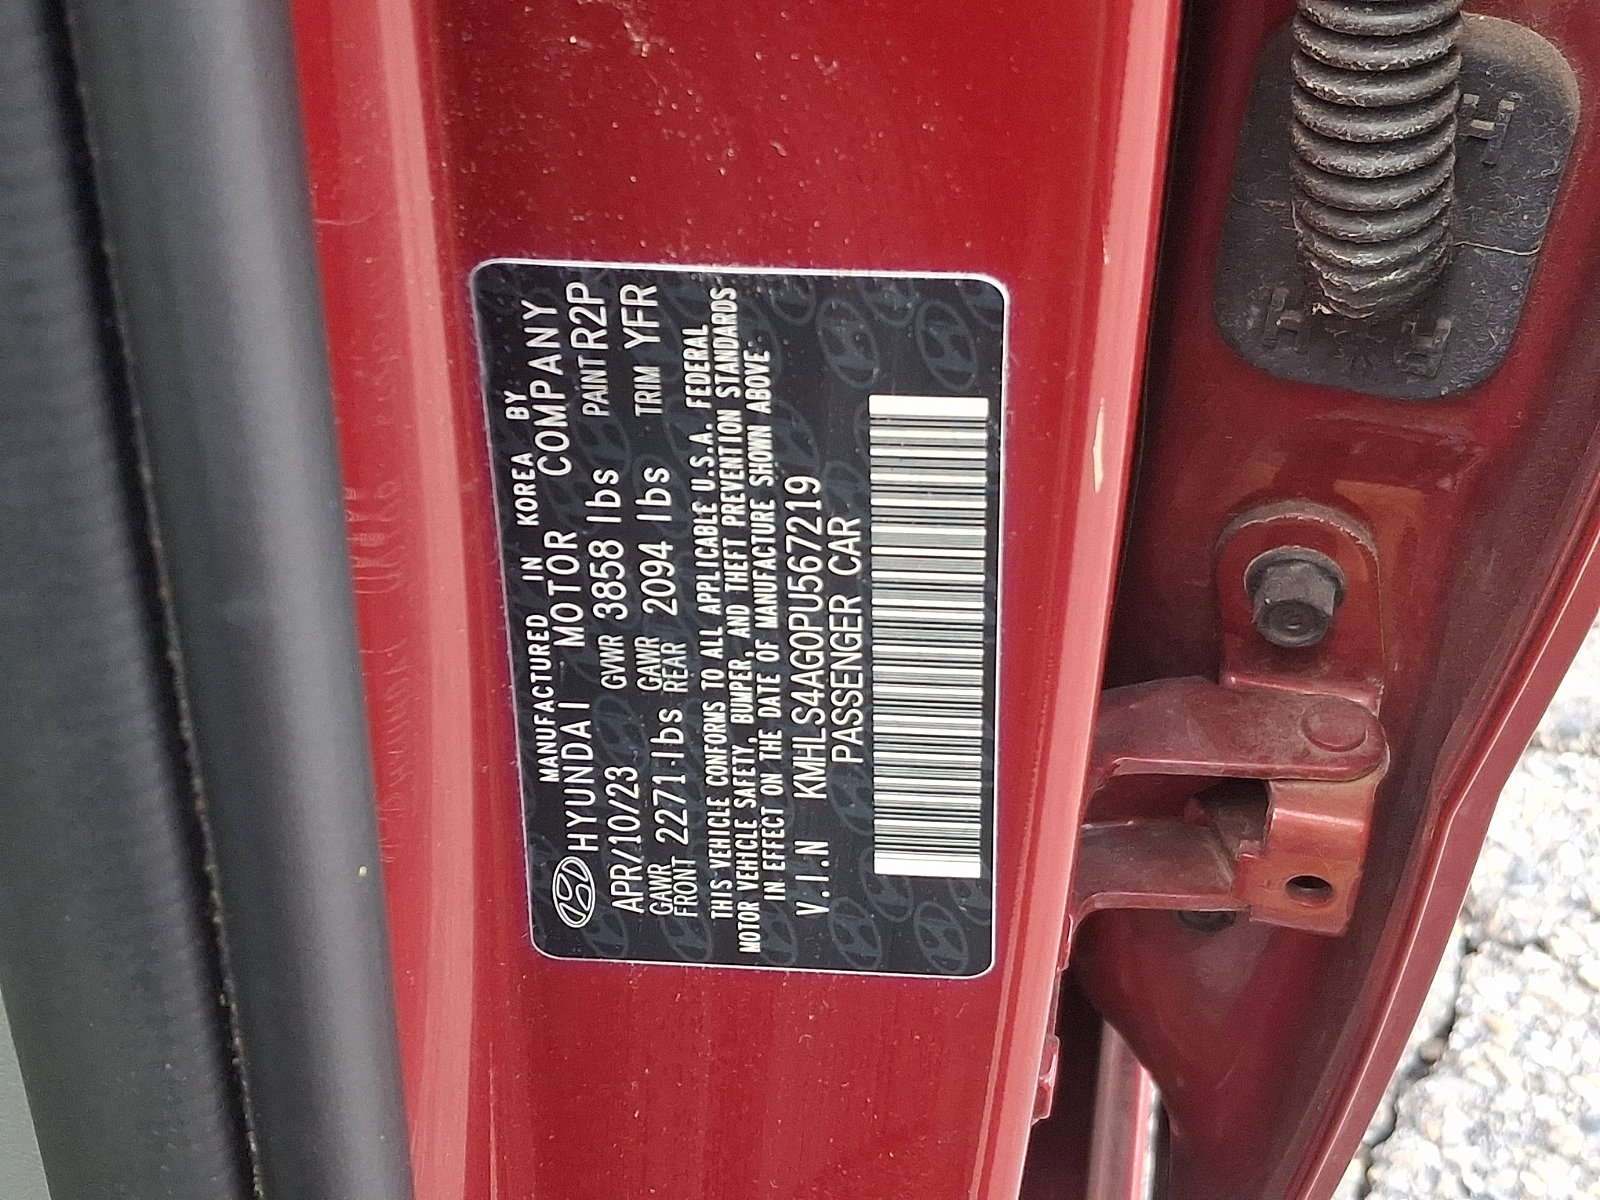 MANUFACTURED IN KOREA BY
HYUNDAI MOTOR COMPANY
APR/10/23 GVWR 3858 lbs PAINT R2P
GAWR FRONT 2271 lbs GAWR REAR 2094 lbs TRIM YFR
THIS VEHICLE CONFORMS TO ALL APPLICABLE U.S.A. FEDERAL
MOTOR VEHICLE SAFETY, BUMPER, AND THEFT PREVENTION STANDARDS
IN EFFECT ON THE DATE OF MANUFACTURE SHOWN ABOVE:
V.I.N KMHLS4AG0PU567219
PASSENGER CAR